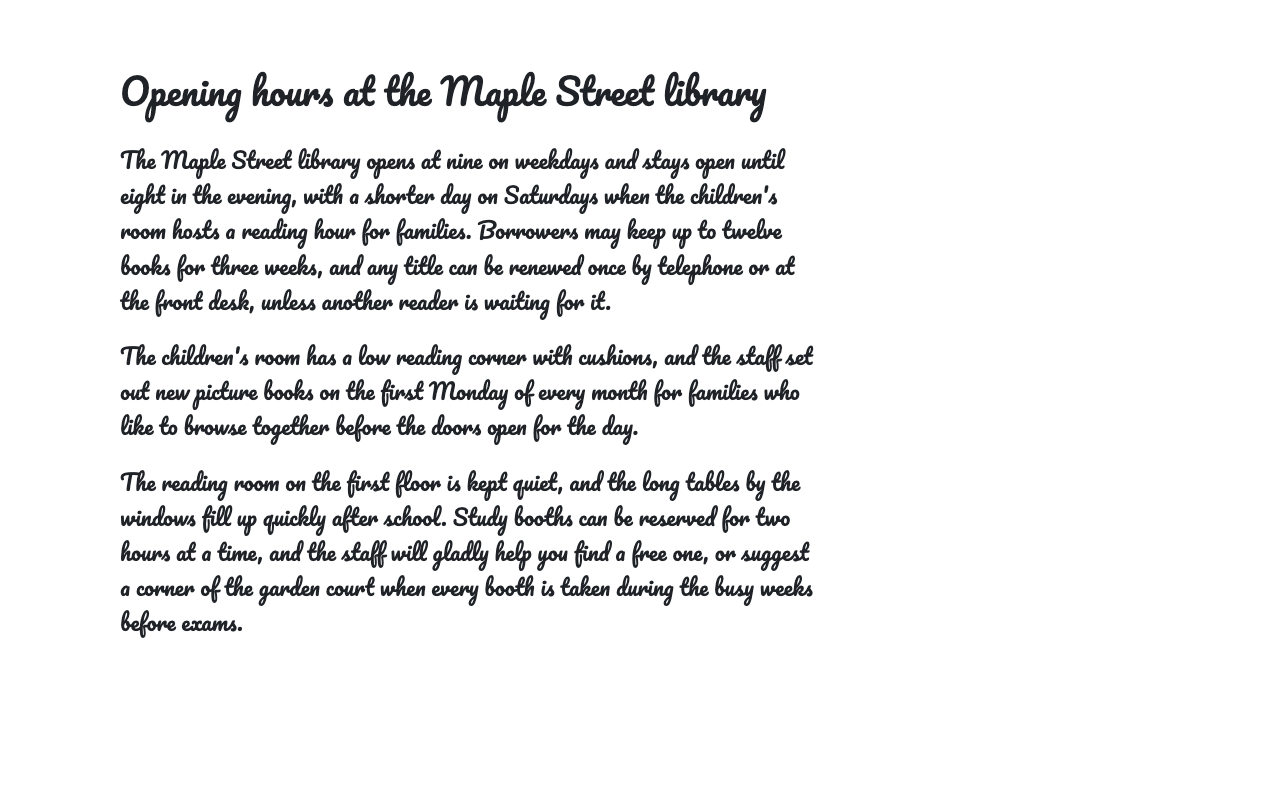 Opening hours at the Maple Street library
The Maple Street library opens at nine on weekdays and stays open until
eight in the evening, with a shorter day on Saturdays when the children's
room hosts a reading hour for families. Borrowers may keep up to twelve
books for three weeks, and any title can be renewed once by telephone or at
the front desk, unless another reader is waiting for it.
The children's room has a low reading corner with cushions, and the staff set
out new picture books on the first Monday of every month for families who
like to browse together before the doors open for the day.
The reading room on the first floor is kept quiet, and the long tables by the
windows fill up quickly after school. Study booths can be reserved for two
hours at a time, and the staff will gladly help you find a free one, or suggest
a corner of the garden court when every booth is taken during the busy weeks
before exams.